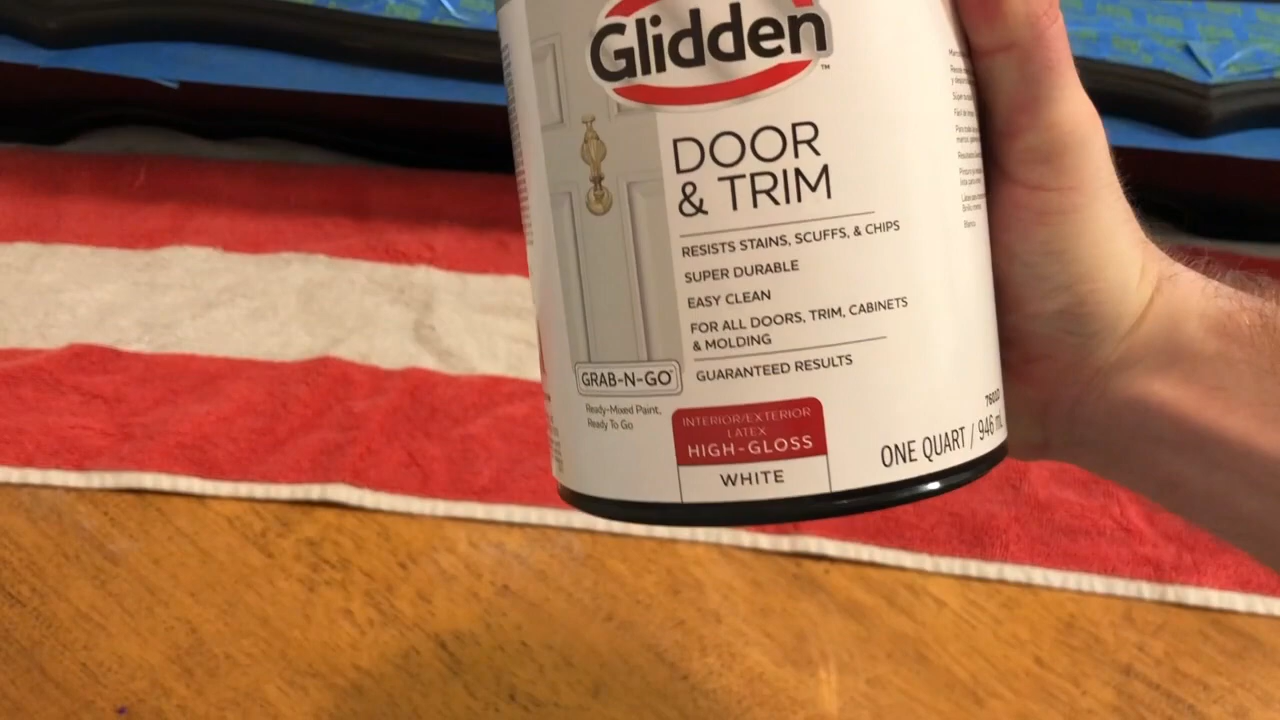 Glidden
™
DOOR
& TRIM
RESISTS STAINS, SCUFFS, & CHIPS
SUPER DURABLE
EASY CLEAN
FOR ALL DOORS, TRIM, CABINETS
& MOLDING
GUARANTEED RESULTS
GRAB-N-GO®
Ready-Mixed Paint,
Ready To Go
INTERIOR/EXTERIOR
LATEX
HIGH-GLOSS
WHITE
ONE QUART / 946 mL